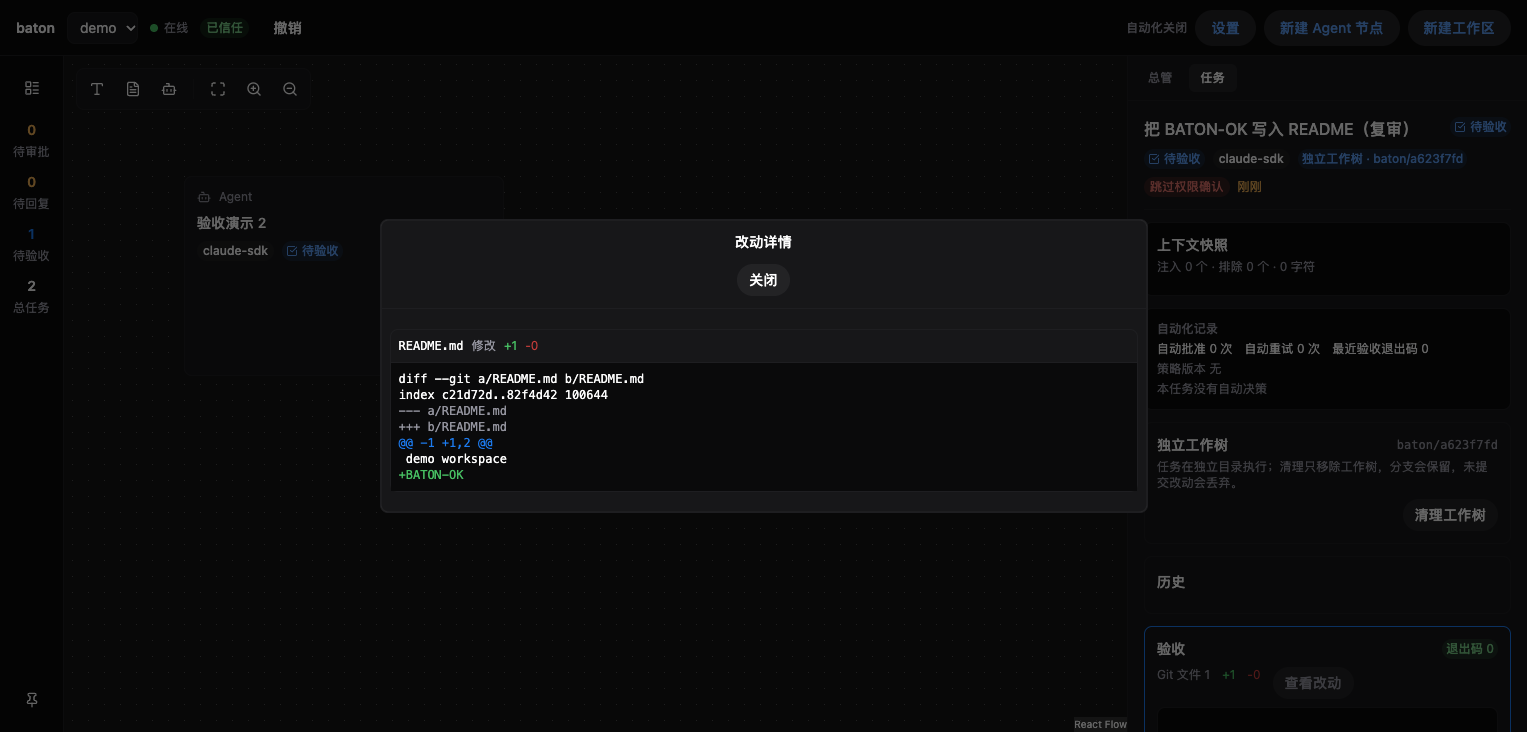 baton demo 在线 已信任 撤销 自动化关闭 设置 新建 Agent 节点 新建工作区
0
待审批
0
待回复
1
待验收
2
总任务
Agent
验收演示 2
claude-sdk 待验收
改动详情
关闭
README.md 修改 +1 -0
diff --git a/README.md b/README.md
index c21d72d..82f4d42 100644
--- a/README.md
+++ b/README.md
@@ -1 +1,2 @@
demo workspace
+BATON-OK
React Flow
总管 任务
把 BATON-OK 写入 README（复审） 待验收
待验收 claude-sdk 独立工作树 · baton/a623f7fd
跳过权限确认 刚刚
上下文快照
注入 0 个 · 排除 0 个 · 0 字符
自动化记录
自动批准 0 次 自动重试 0 次 最近验收退出码 0
策略版本 无
本任务没有自动决策
独立工作树 baton/a623f7fd
任务在独立目录执行；清理只移除工作树，分支会保留，未提
交改动会丢弃。
清理工作树
历史
验收 退出码 0
Git 文件 1 +1 -0 查看改动